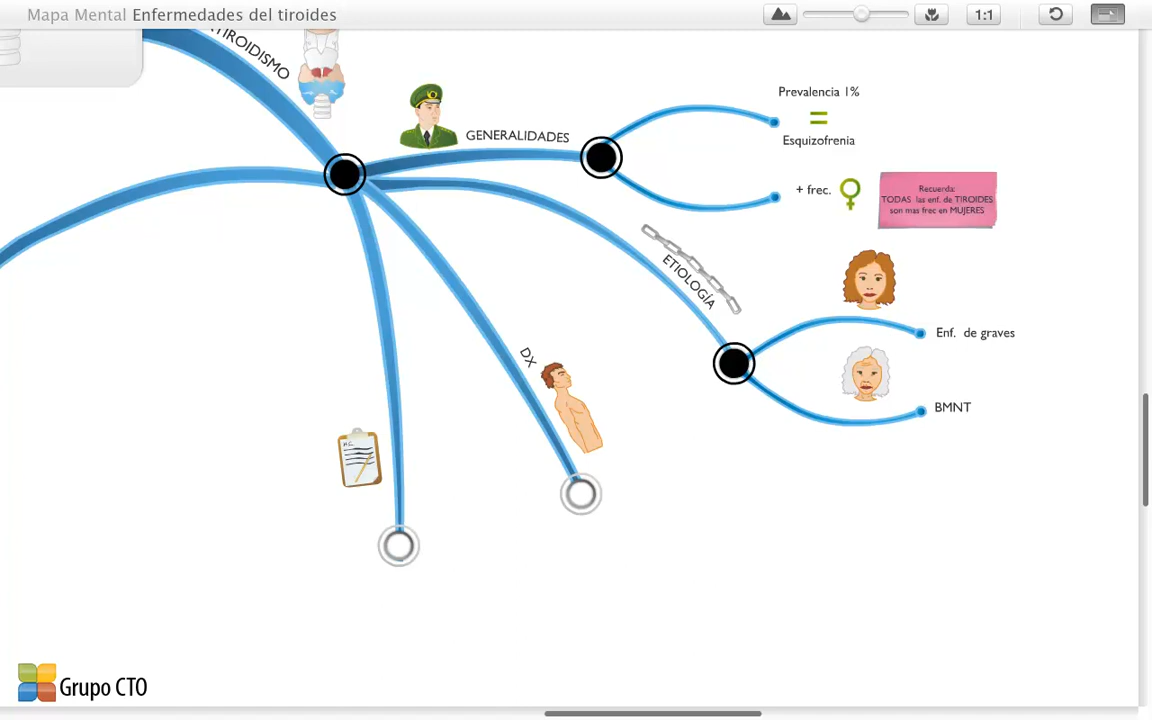 Mapa Mental Enfermedades del tiroides
1:1
TIROIDISMO
GENERALIDADES
Prevalencia 1%
=
Esquizofrenia
+ frec.
Recuerda:
TODAS las enf. de TIROIDES
son mas frec en MUJERES
ETIOLOGÍA
Enf. de graves
DX
BMNT
Grupo CTO